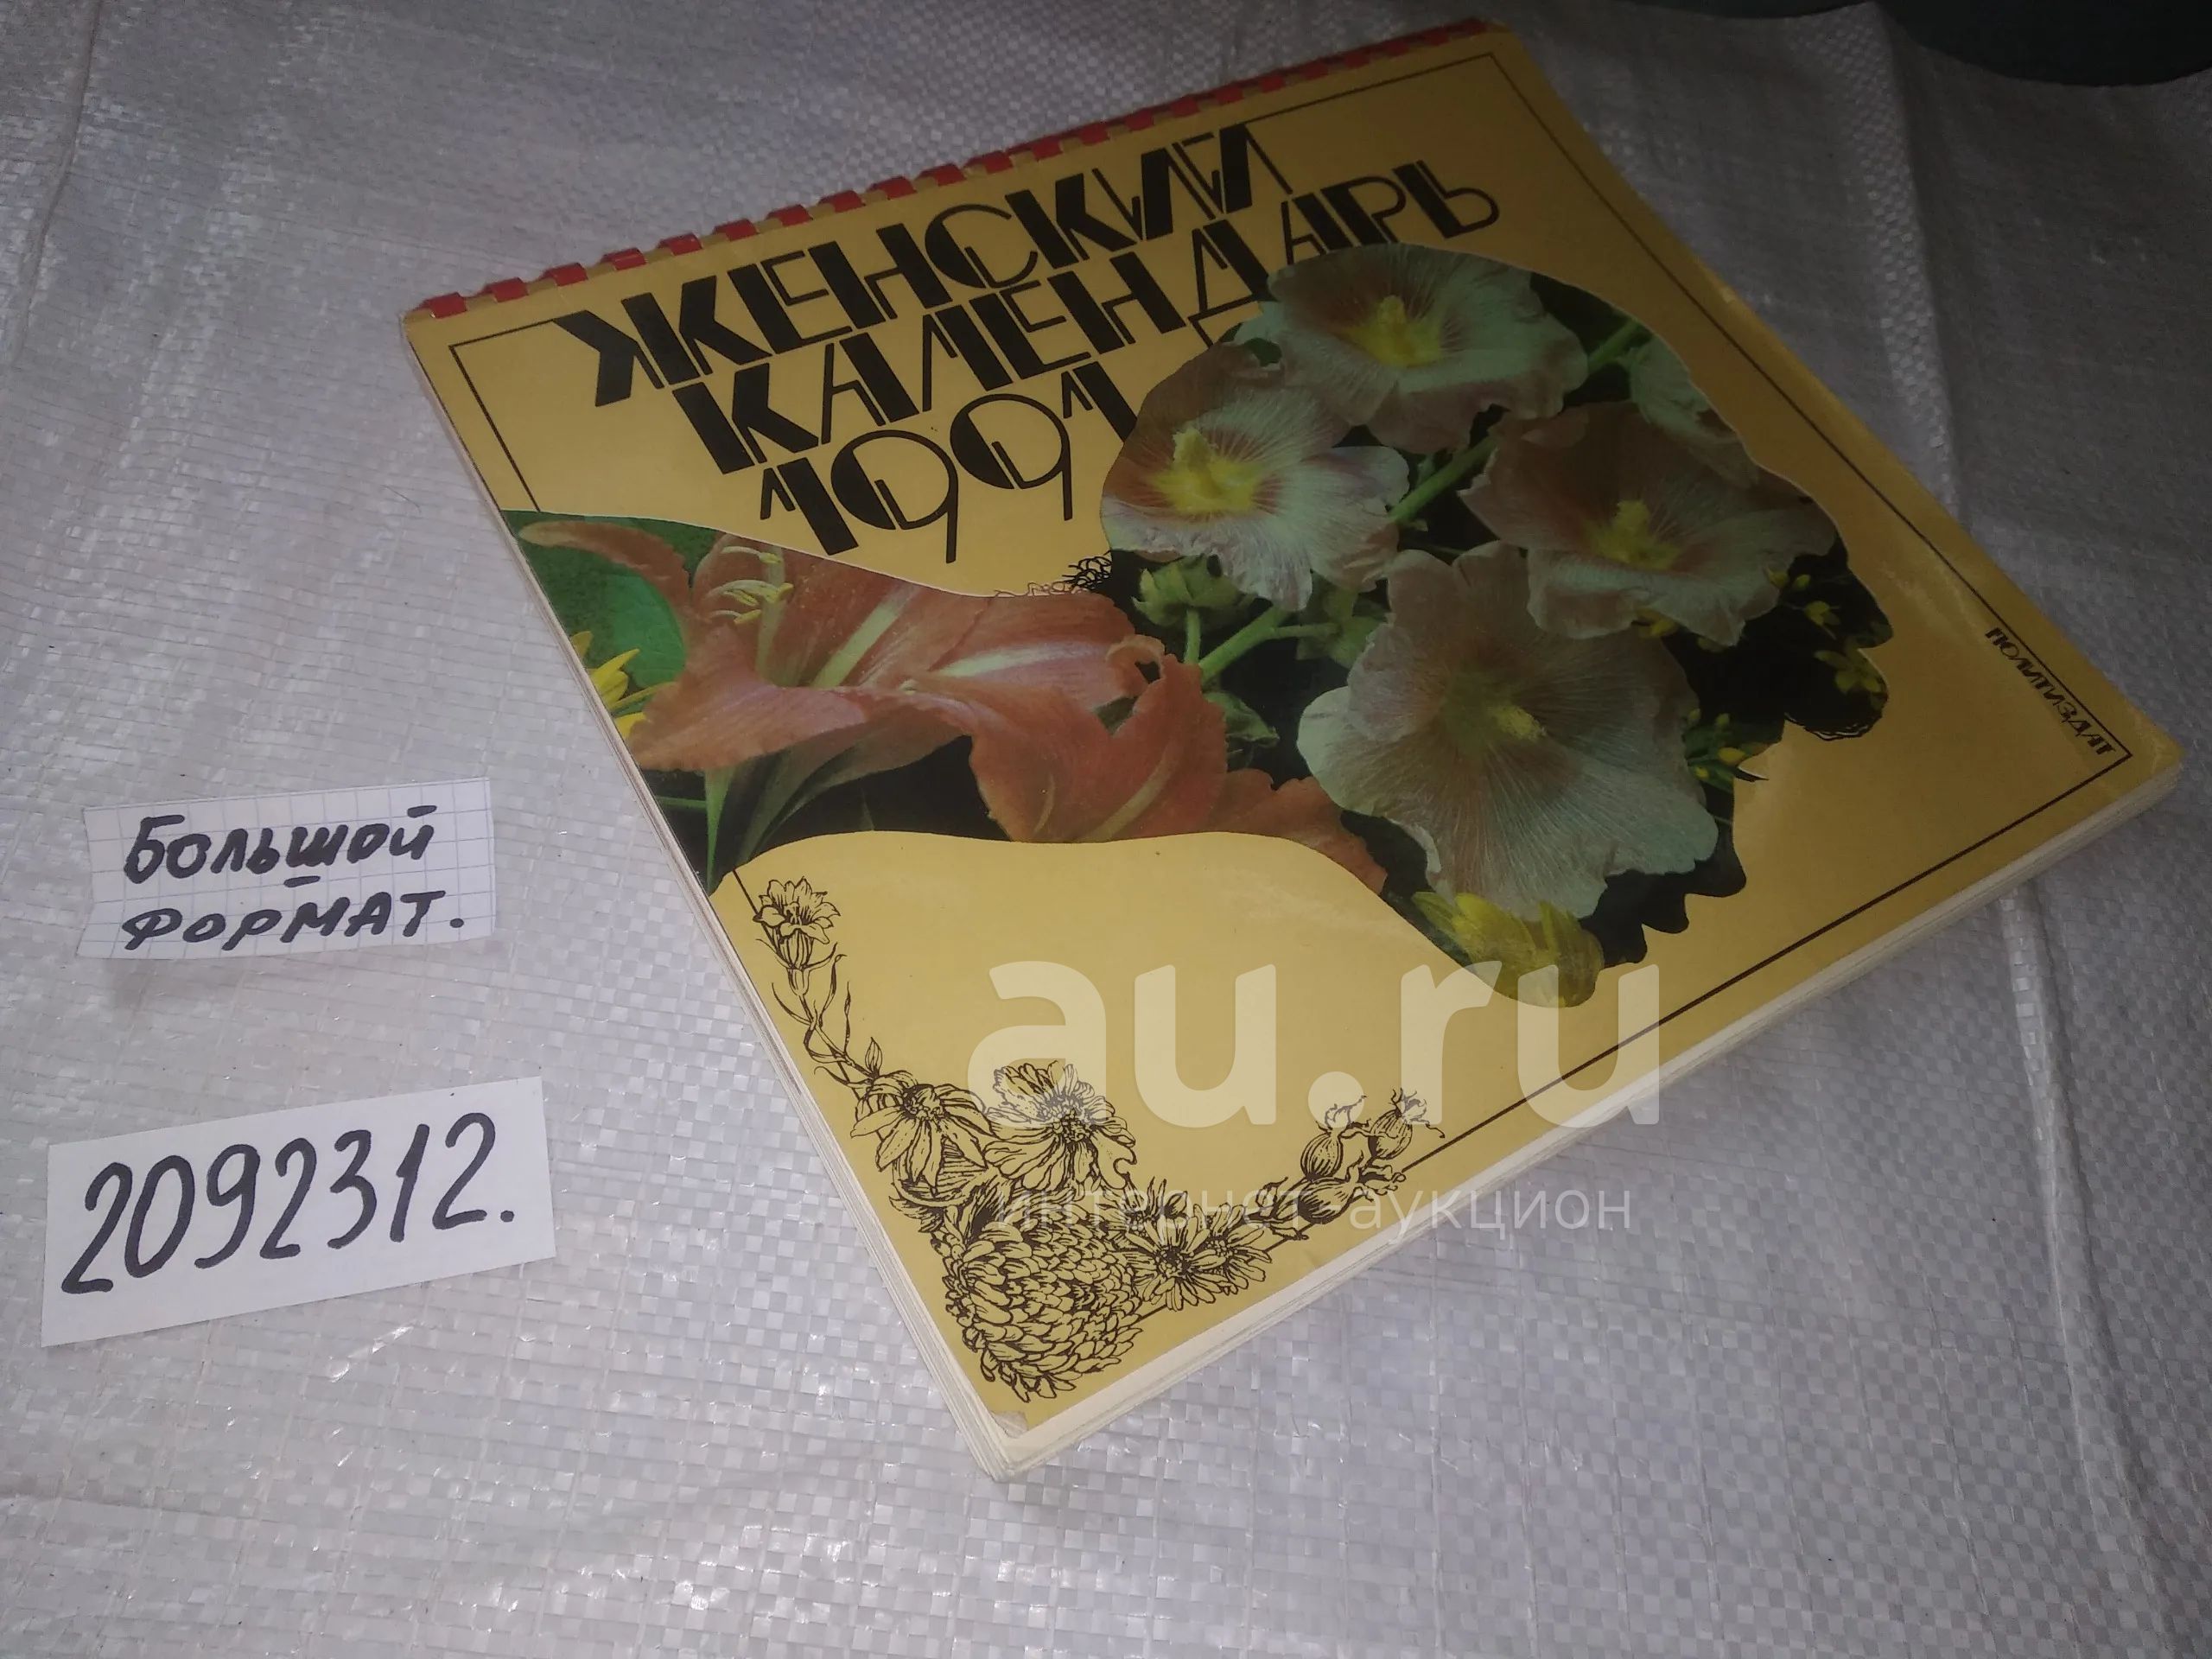 ЖЕНСКИЙ
КАЛЕНДАРЬ
1991
ПОЛИТИЗДАТ
БОЛЬШОЙ
ФОРМАТ.
2092312.
au.ru
интернет-аукцион